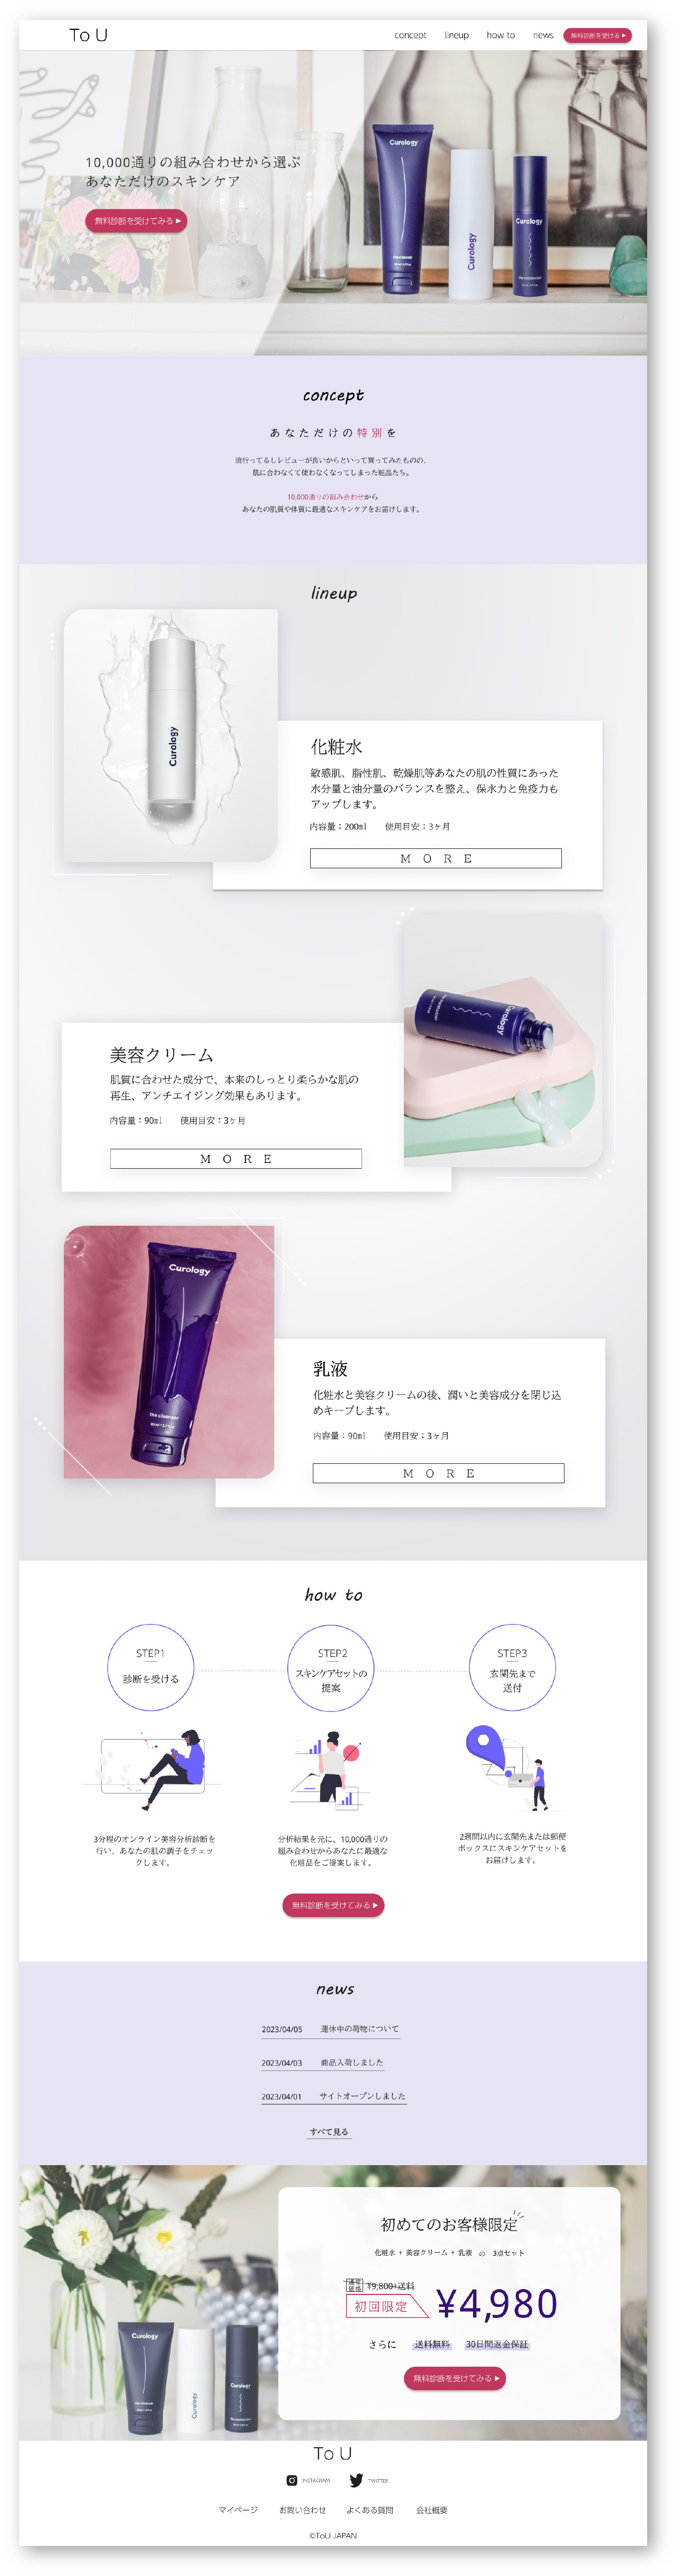 To U
concept lineup how to news 無料診断を受ける ▶
10,000通りの組み合わせから選ぶ
あなただけのスキンケア
無料診断を受けてみる ▶
Curology
Curology
Curology
concept
あなただけの特別を
流行ってるしレビューが良いからといって買ってみたものの、
肌に合わなくて使わなくなってしまった粧品たち。
10,000通りの組み合わせから
あなたの肌質や体質に最適なスキンケアをお届けします。
lineup
Curology
化粧水
敏感肌、脂性肌、乾燥肌等あなたの肌の性質にあった
水分量と油分量のバランスを整え、保水力と免疫力も
アップします。
内容量：200ml 使用目安：3ヶ月
MORE
Curology
美容クリーム
肌質に合わせた成分で、本来のしっとり柔らかな肌の
再生、アンチエイジング効果もあります。
内容量：90ml 使用目安：3ヶ月
MORE
Curology
the cleanser
乳液
化粧水と美容クリームの後、潤いと美容成分を閉じ込
めキープします。
内容量：90ml 使用目安：3ヶ月
MORE
how to
STEP1
診断を受ける
STEP2
スキンケアセットの
提案
STEP3
玄関先まで
送付
3分程のオンライン美容分析診断を
行い、あなたの肌の調子をチェッ
クします。
分析結果を元に、10,000通りの
組み合わせからあなたに最適な
化粧品をご提案します。
2週間以内に玄関先または郵便
ボックスにスキンケアセットを
お届けします。
無料診断を受けてみる ▶
news
2023/04/05 運休中の荷物について
2023/04/03 商品入荷しました
2023/04/01 サイトオープンしました
すべて見る
初めてのお客様限定
化粧水 + 美容クリーム + 乳液 の 3点セット
通常価格 ¥9,800+送料
初回限定 ¥4,980
さらに 送料無料 30日間返金保証
無料診断を受けてみる ▶
Curology
Curology
Curology
To U
INSTAGRAM TWITTER
マイページ お問い合わせ よくある質問 会社概要
©ToU JAPAN